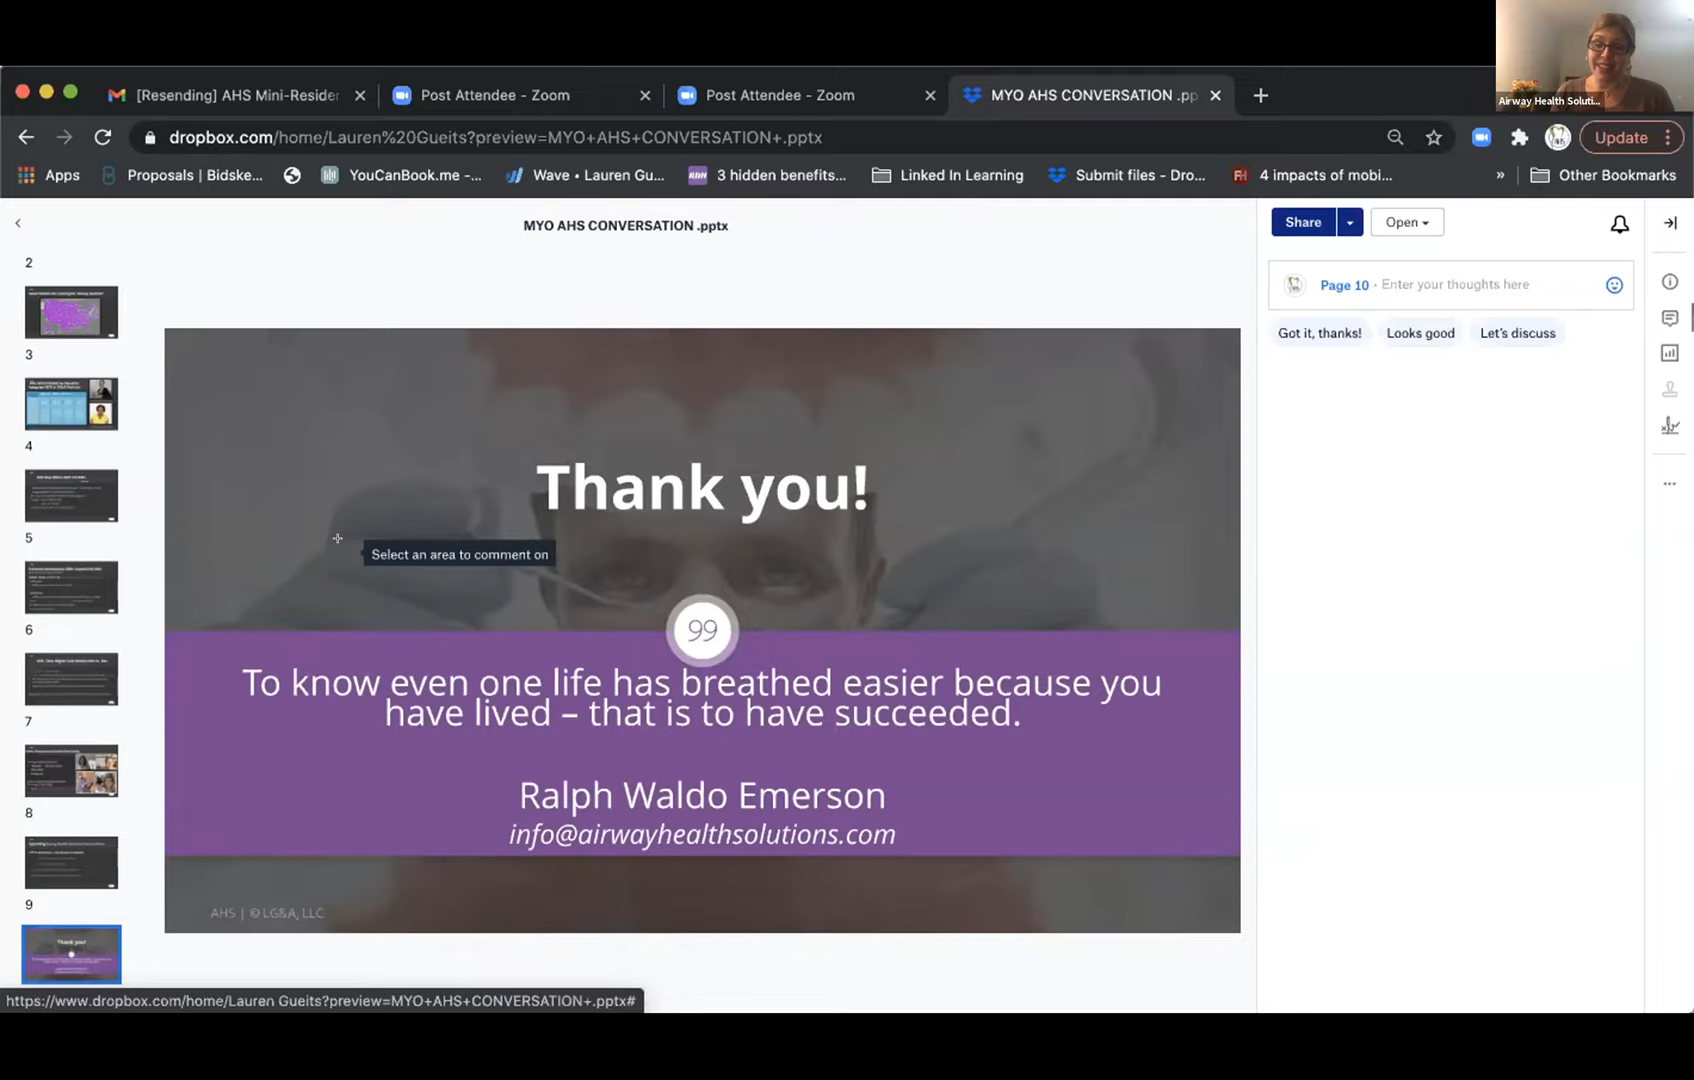 Airway Health Soluti...
[Resending] AHS Mini-Resider
Post Attendee - Zoom
Post Attendee - Zoom
MYO AHS CONVERSATION .pp
dropbox.com/home/Lauren%20Gueits?preview=MYO+AHS+CONVERSATION+.pptx
Update
Apps
Proposals | Bidske...
YouCanBook.me -...
Wave • Lauren Gu...
RDH
3 hidden benefits...
Linked In Learning
Submit files - Dro...
4 impacts of mobi...
»
Other Bookmarks
MYO AHS CONVERSATION .pptx
Share
Open
Page 10 - Enter your thoughts here
Got it, thanks!
Looks good
Let's discuss
2
3
4
5
6
7
8
9
Thank you!
Select an area to comment on
99
To know even one life has breathed easier because you
have lived – that is to have succeeded.
Ralph Waldo Emerson
info@airwayhealthsolutions.com
AHS | © LG&A, LLC
Thank you!
https://www.dropbox.com/home/Lauren Gueits?preview=MYO+AHS+CONVERSATION+.pptx#